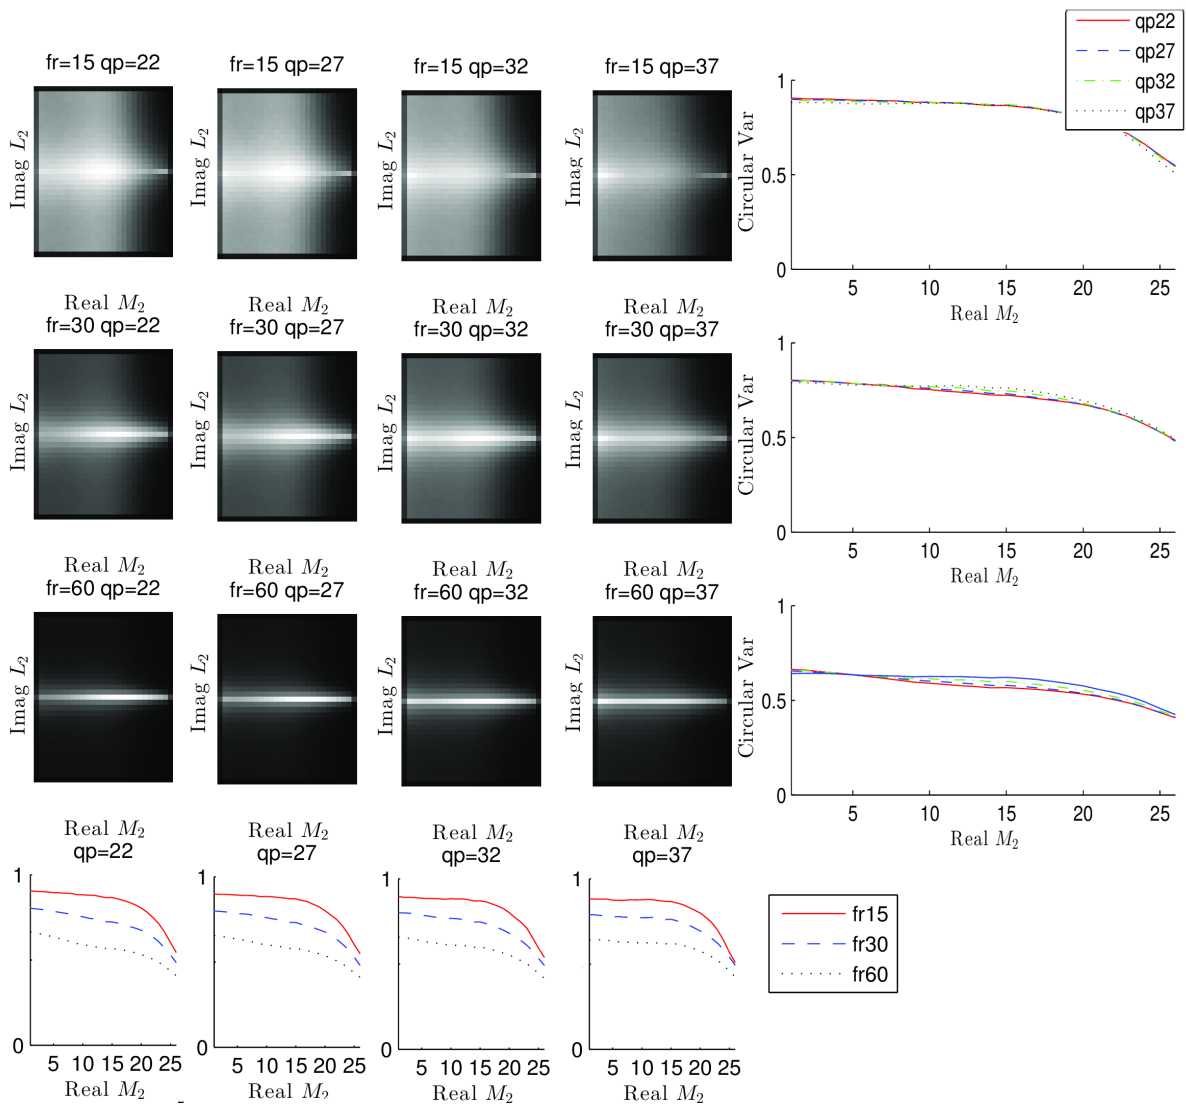 qp22
qp27
qp32
qp37
fr=15 qp=22
fr=15 qp=27
fr=15 qp=32
fr=15 qp=37
Imag L₂
Imag L₂
Imag L₂
Imag L₂
Circular Var
1
0.5
0
5 10 15 20 25
Real M₂
Real M₂
Real M₂
Real M₂
Real M₂
fr=30 qp=22
fr=30 qp=27
fr=30 qp=32
fr=30 qp=37
Imag L₂
Imag L₂
Imag L₂
Imag L₂
Circular Var
1
0.5
0
5 10 15 20 25
Real M₂
Real M₂
Real M₂
Real M₂
Real M₂
fr=60 qp=22
fr=60 qp=27
fr=60 qp=32
fr=60 qp=37
Imag L₂
Imag L₂
Imag L₂
Imag L₂
Circular Var
1
0.5
0
5 10 15 20 25
Real M₂
Real M₂
Real M₂
Real M₂
Real M₂
qp=22
qp=27
qp=32
qp=37
1
0
5 10 15 20 25
Real M₂
1
0
5 10 15 20 25
Real M₂
1
0
5 10 15 20 25
Real M₂
1
0
5 10 15 20 25
Real M₂
fr15
fr30
fr60